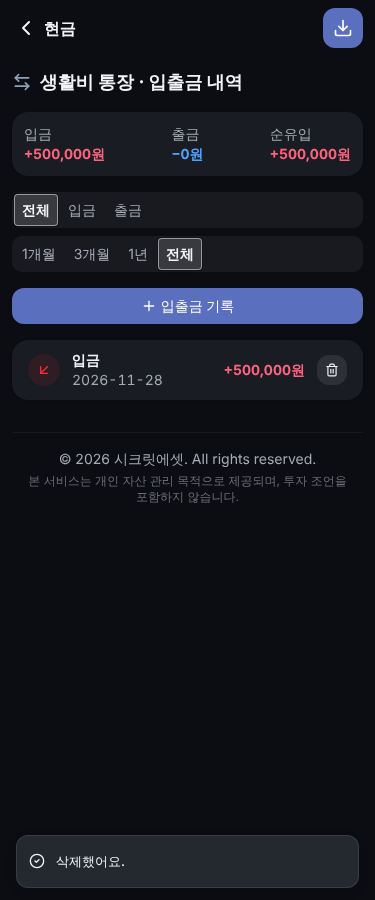 현금
생활비 통장 · 입출금 내역
입금 출금 순유입
+500,000원 −0원 +500,000원
전체 입금 출금
1개월 3개월 1년 전체
+ 입출금 기록
입금
2026-11-28
+500,000원
© 2026 시크릿에셋. All rights reserved.
본 서비스는 개인 자산 관리 목적으로 제공되며, 투자 조언을
포함하지 않습니다.
삭제했어요.